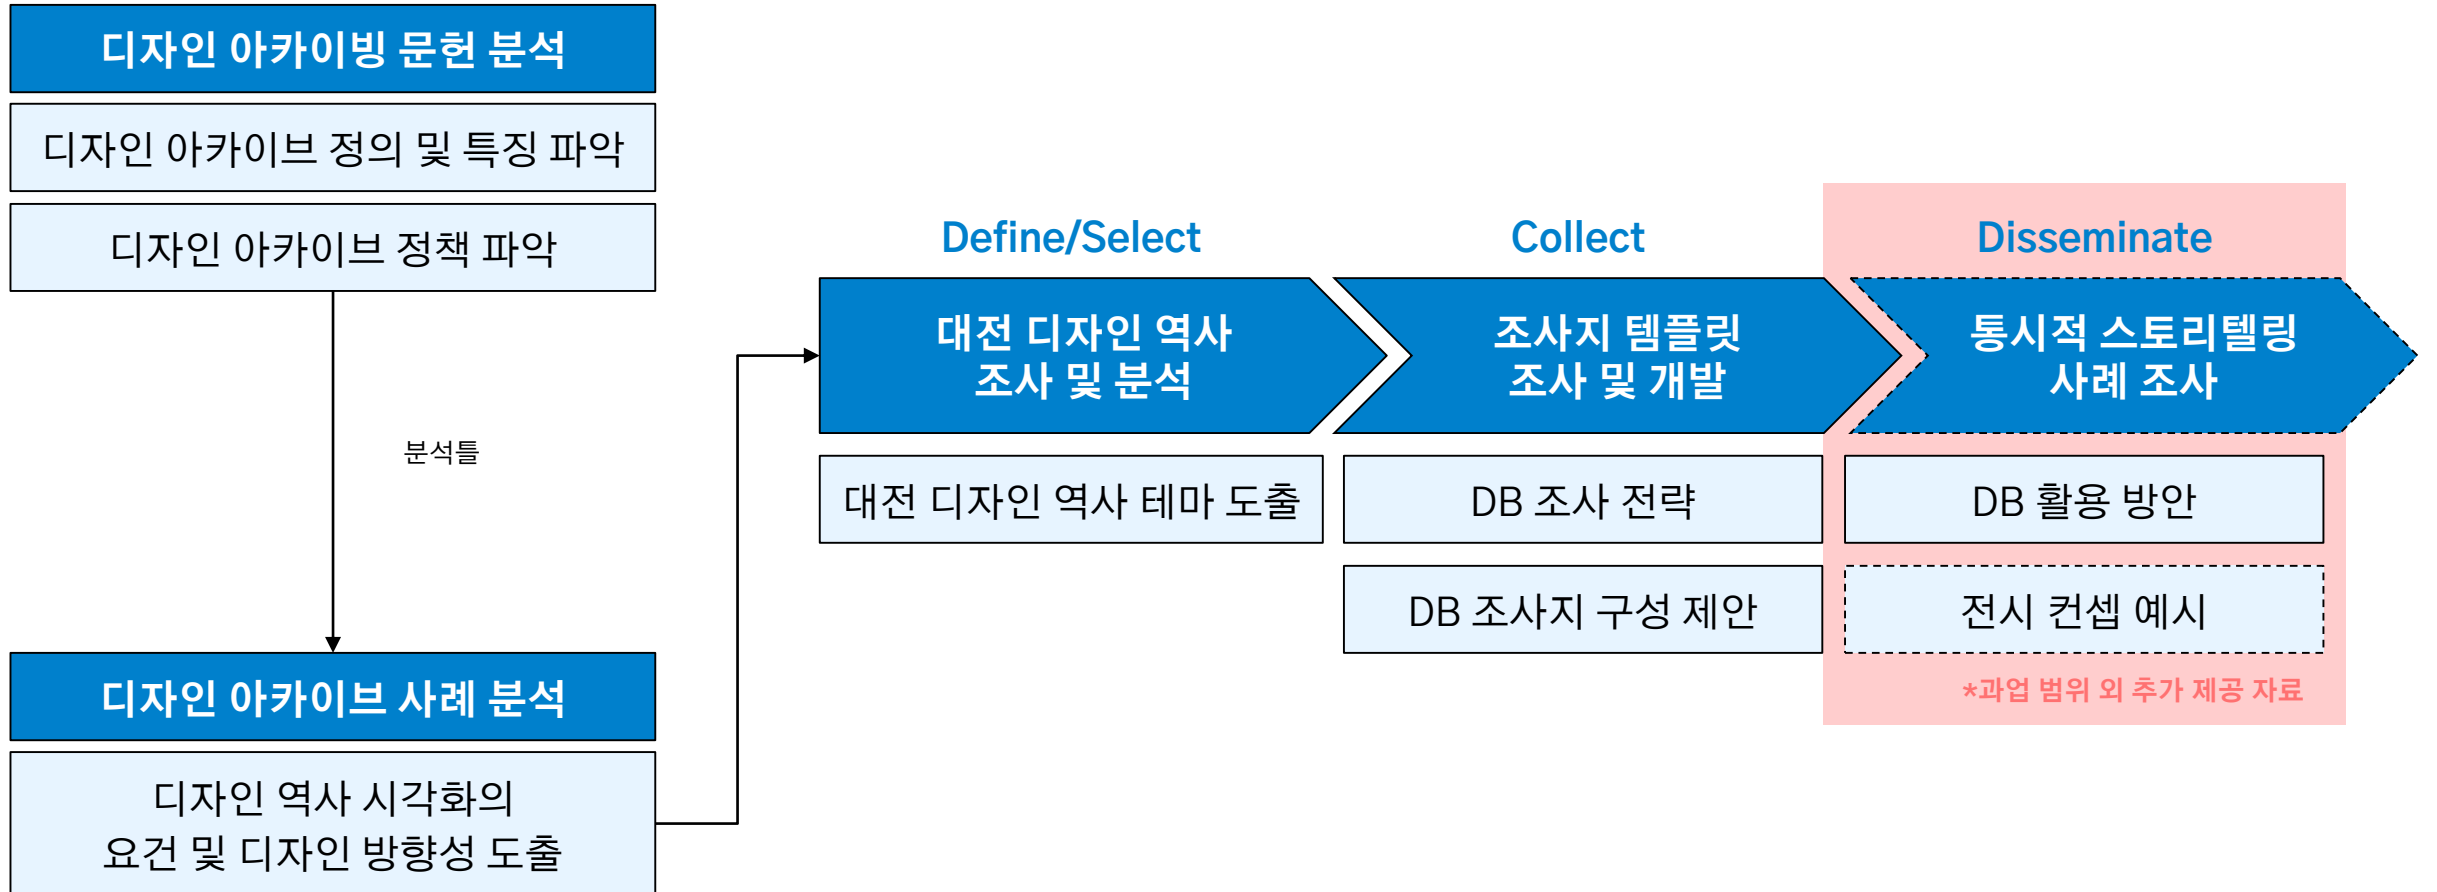 디자인 아카이빙 문헌 분석
디자인 아카이브 정의 및 특징 파악
디자인 아카이브 정책 파악
분석틀
디자인 아카이브 사례 분석
디자인 역사 시각화의
요건 및 디자인 방향성 도출
Define/Select
대전 디자인 역사
조사 및 분석
대전 디자인 역사 테마 도출
Collect
조사지 템플릿
조사 및 개발
DB 조사 전략
DB 조사지 구성 제안
Disseminate
통시적 스토리텔링
사례 조사
DB 활용 방안
전시 컨셉 예시
*과업 범위 외 추가 제공 자료